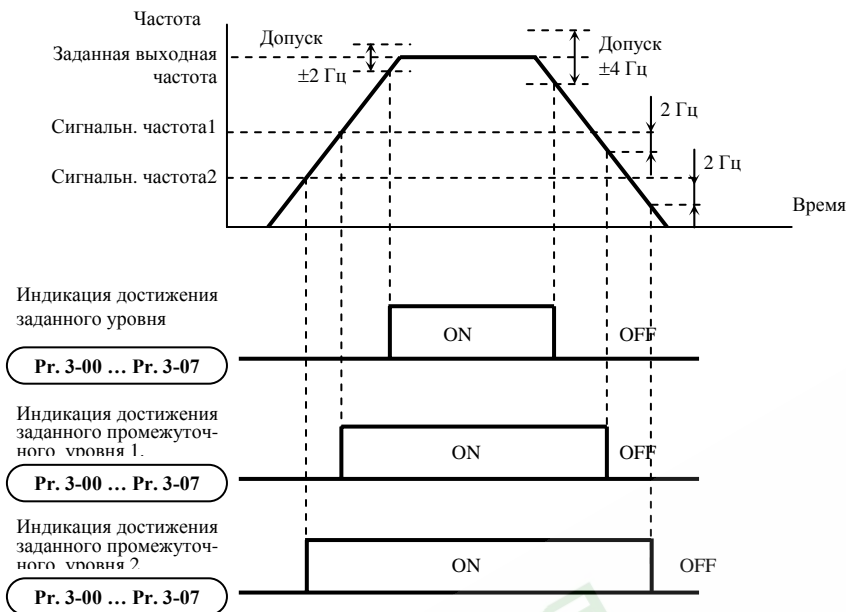 Частота
Допуск
Допуск
±4 Гц
Заданная выходная
частота
±2 Гц
2 Гц
Сигнальн. частота1
2 Гц
Сигнальн. частота2
Время
Индикация достижения
заданного уровня
ON
OFF
Pr. 3-00 … Pr. 3-07
Индикация достижения
заданного промежуточ-
ного уровня 1.
ON
OFF
Pr. 3-00 … Pr. 3-07
Индикация достижения
заданного промежуточ-
ного уровня 2
ON
OFF
Pr. 3-00 … Pr. 3-07